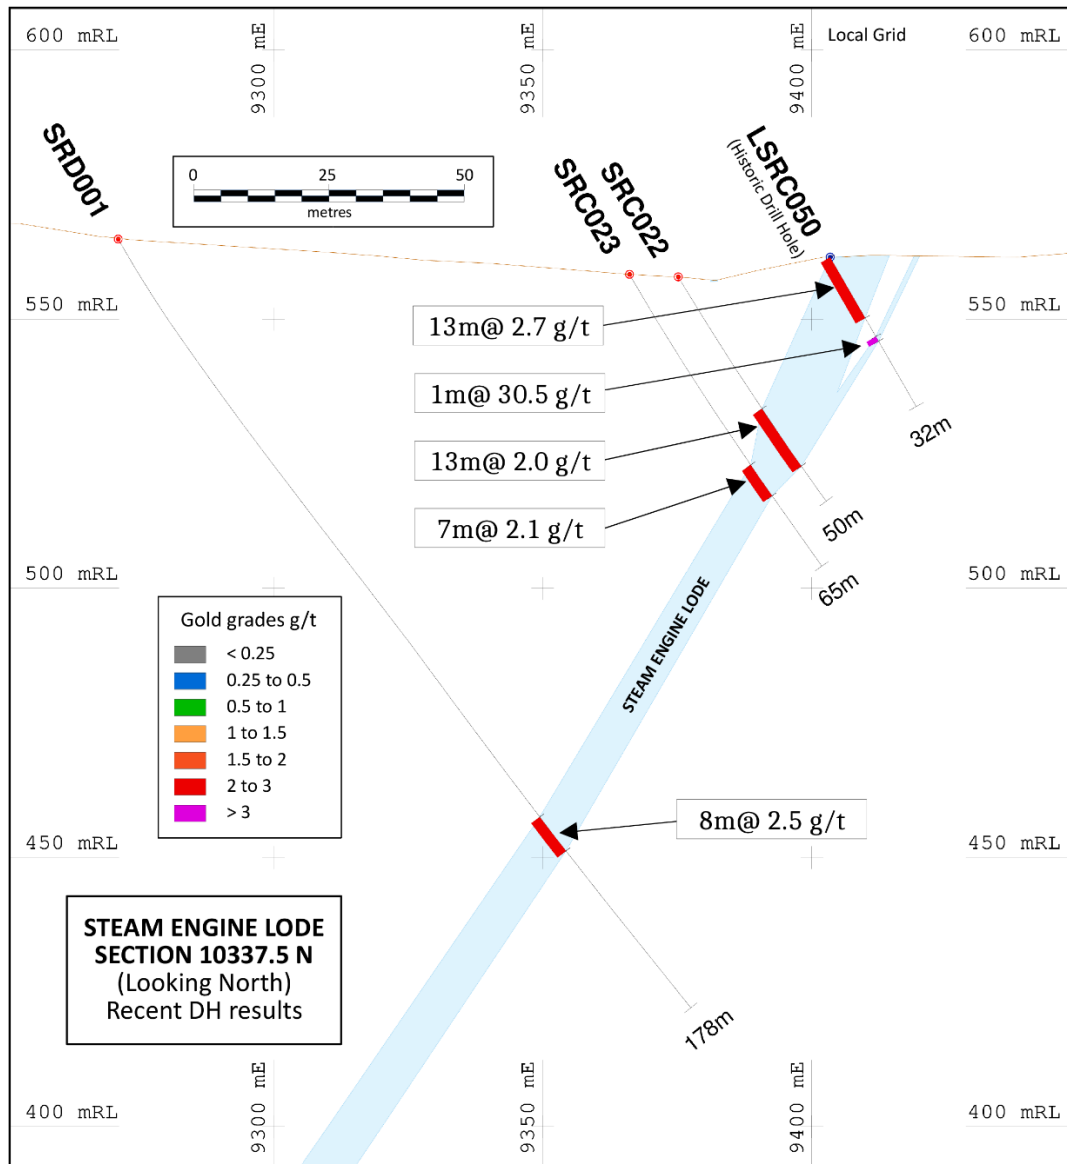 600 mRL
9300 mE
9350 mE
9400 mE
Local Grid
600 mRL
SRD001
0 25 50
metres
SRC023
SRC022
LSRC050
(Historic Drill Hole)
550 mRL
550 mRL
13m@ 2.7 g/t
1m@ 30.5 g/t
13m@ 2.0 g/t
7m@ 2.1 g/t
32m
50m
65m
500 mRL
500 mRL
STEAM ENGINE LODE
Gold grades g/t
< 0.25
0.25 to 0.5
0.5 to 1
1 to 1.5
1.5 to 2
2 to 3
> 3
8m@ 2.5 g/t
450 mRL
450 mRL
STEAM ENGINE LODE
SECTION 10337.5 N
(Looking North)
Recent DH results
178m
400 mRL
9300 mE
9350 mE
9400 mE
400 mRL